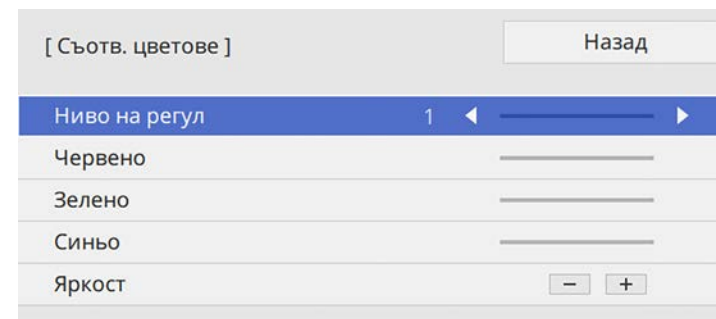 [ Съотв. цветове ]
Назад
Ниво на регул 1
Червено
Зелено
Синьо
Яркост − +